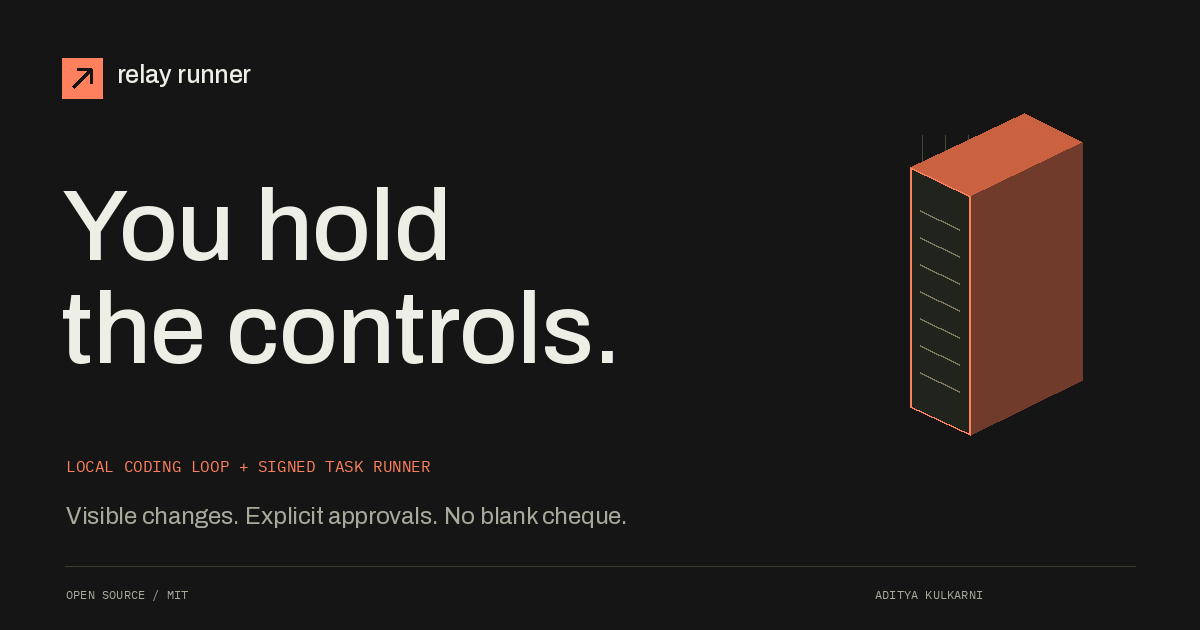 relay runner
You hold
the controls.
LOCAL CODING LOOP + SIGNED TASK RUNNER
Visible changes. Explicit approvals. No blank cheque.
OPEN SOURCE / MIT
ADITYA KULKARNI